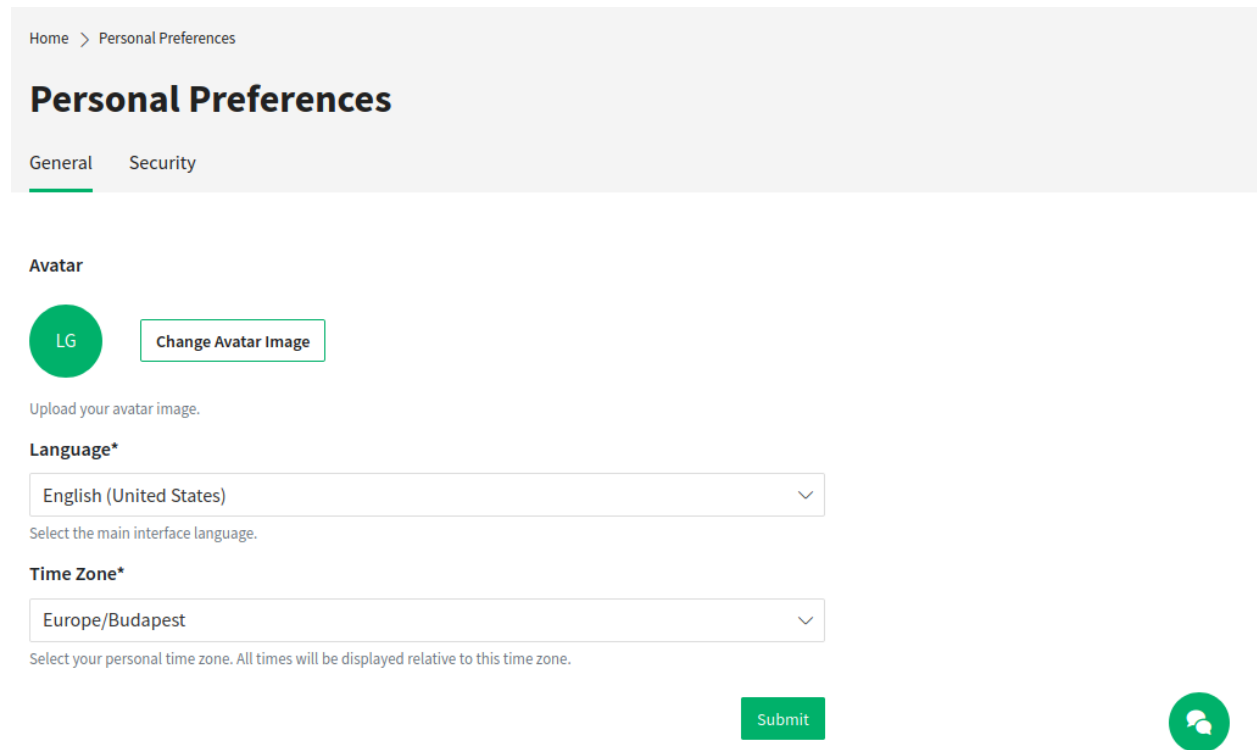 Home > Personal Preferences
Personal Preferences
General Security
Avatar
LG
Change Avatar Image
Upload your avatar image.
Language*
English (United States)
Select the main interface language.
Time Zone*
Europe/Budapest
Select your personal time zone. All times will be displayed relative to this time zone.
Submit